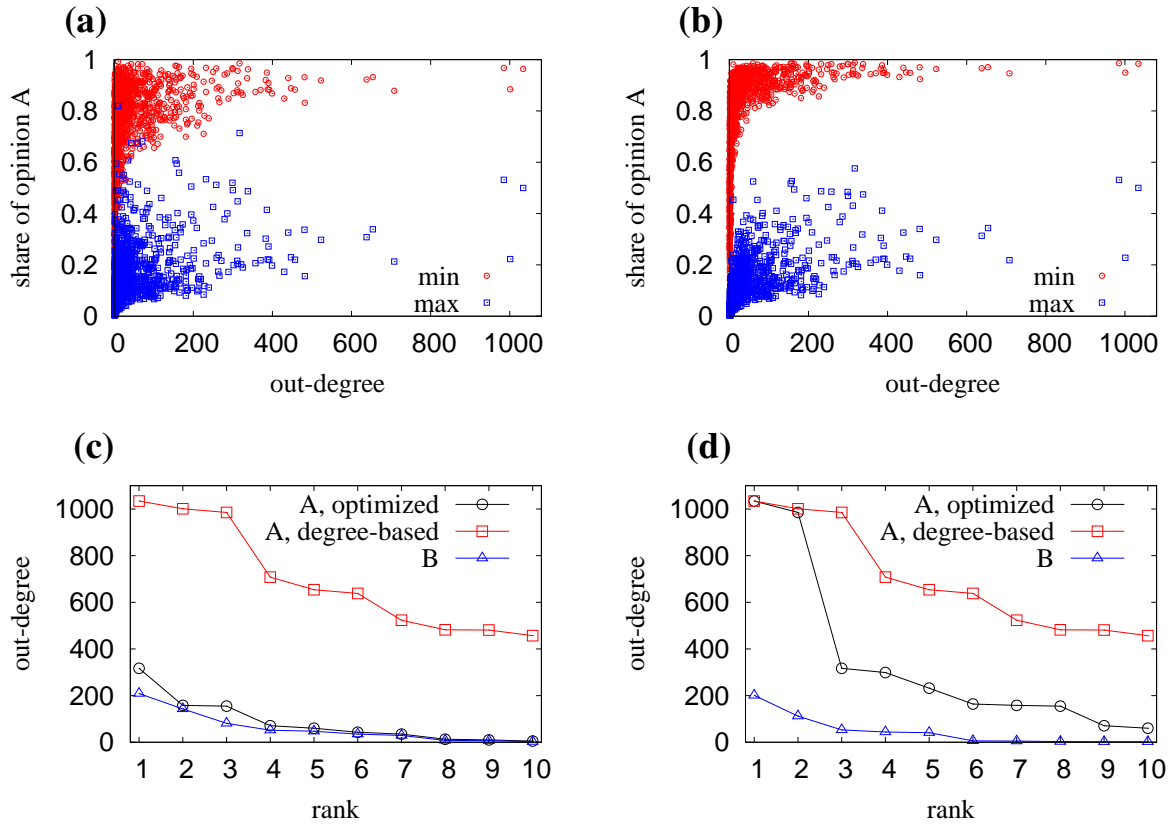 (a)
share of opinion A
1
0.8
0.6
0.4
0.2
0
min
max
0 200 400 600 800 1000
out-degree
(b)
share of opinion A
1
0.8
0.6
0.4
0.2
0
min
max
0 200 400 600 800 1000
out-degree
(c)
out-degree
1000
800
600
400
200
0
A, optimized
A, degree-based
B
1 2 3 4 5 6 7 8 9 10
rank
(d)
out-degree
1000
800
600
400
200
0
A, optimized
A, degree-based
B
1 2 3 4 5 6 7 8 9 10
rank